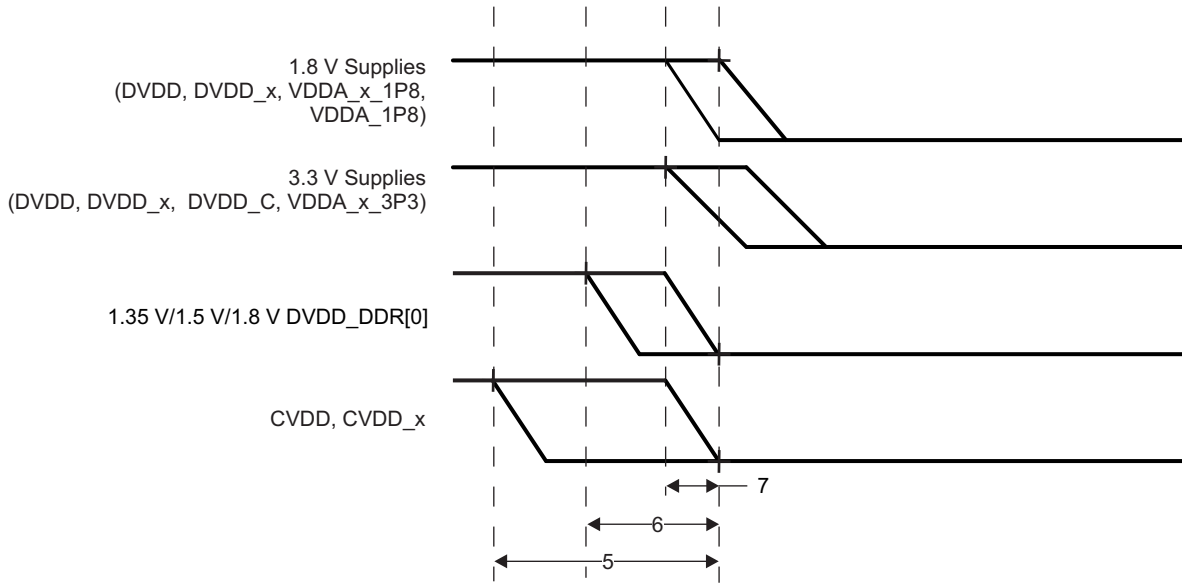 1.8 V Supplies
(DVDD, DVDD_x, VDDA_x_1P8,
VDDA_1P8)
3.3 V Supplies
(DVDD, DVDD_x, DVDD_C, VDDA_x_3P3)
1.35 V/1.5 V/1.8 V DVDD_DDR[0]
CVDD, CVDD_x
7
6
5